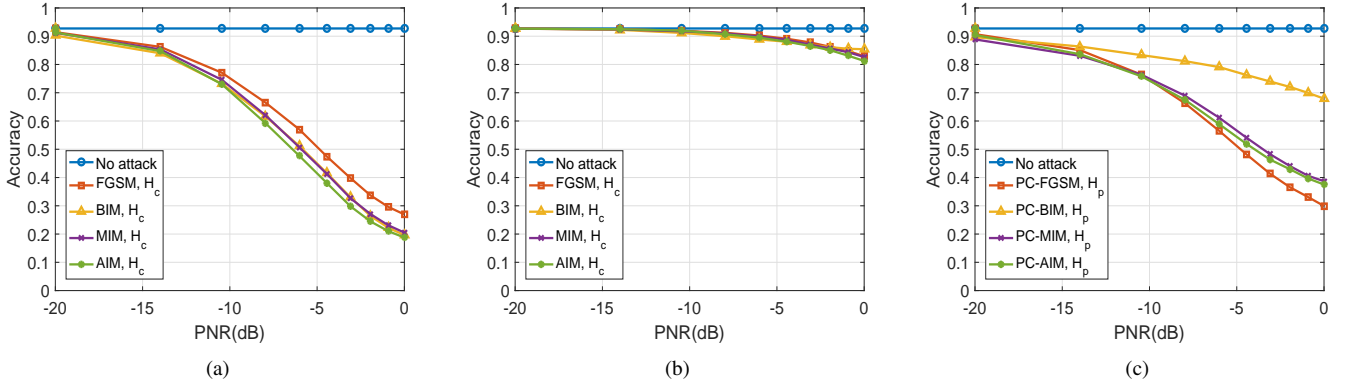 1
0.9
0.8
0.7
0.6
0.5
0.4
0.3
0.2
0.1
0
Accuracy
No attack
FGSM, H_c
BIM, H_c
MIM, H_c
AIM, H_c
-20 -15 -10 -5 0
PNR(dB)
(a)
1
0.9
0.8
0.7
0.6
0.5
0.4
0.3
0.2
0.1
0
Accuracy
No attack
FGSM, H_c
BIM, H_c
MIM, H_c
AIM, H_c
-20 -15 -10 -5 0
PNR(dB)
(b)
1
0.9
0.8
0.7
0.6
0.5
0.4
0.3
0.2
0.1
0
Accuracy
No attack
PC-FGSM, H_p
PC-BIM, H_p
PC-MIM, H_p
PC-AIM, H_p
-20 -15 -10 -5 0
PNR(dB)
(c)